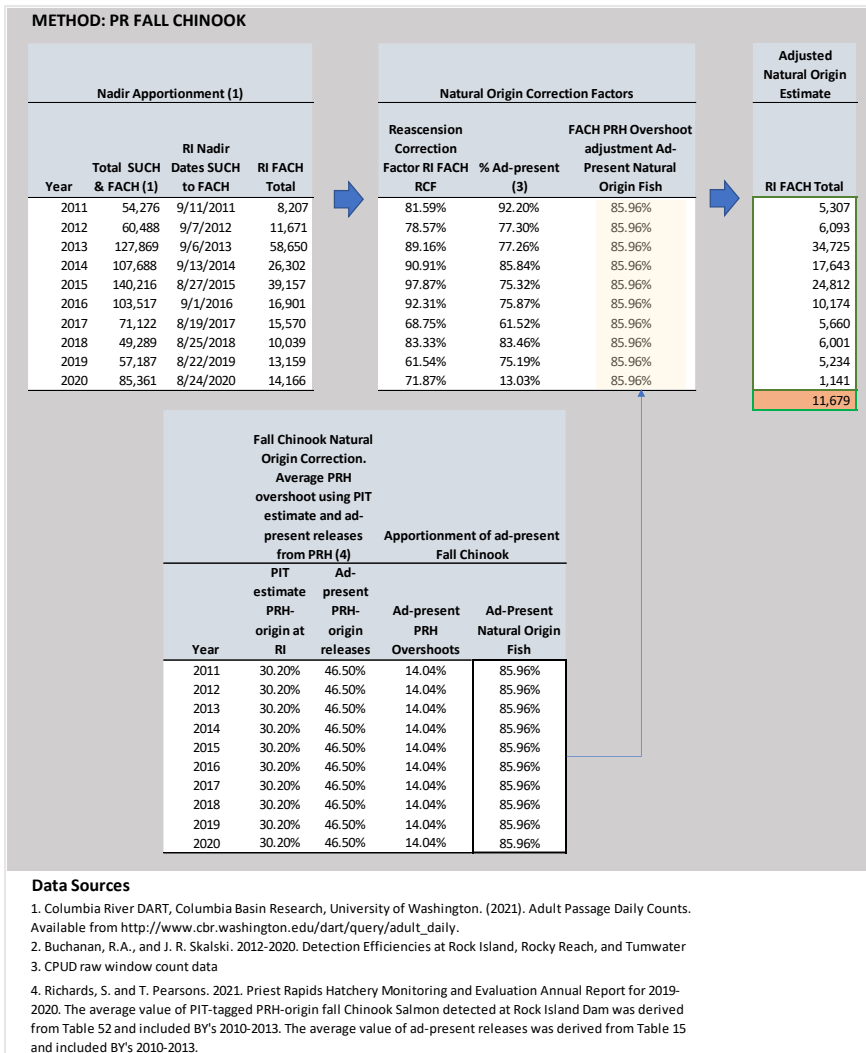 METHOD: PR FALL CHINOOK
Nadir Apportionment (1)
Year Total SUCH & FACH (1) RI Nadir Dates SUCH to FACH RI FACH Total
2011 54,276 9/11/2011 8,207
2012 60,488 9/7/2012 11,671
2013 127,869 9/6/2013 58,650
2014 107,688 9/13/2014 26,302
2015 140,216 8/27/2015 39,157
2016 103,517 9/1/2016 16,901
2017 71,122 8/19/2017 15,570
2018 49,289 8/25/2018 10,039
2019 57,187 8/22/2019 13,159
2020 85,361 8/24/2020 14,166
Natural Origin Correction Factors
Reascension Correction Factor RI FACH RCF % Ad-present (3) FACH PRH Overshoot adjustment Ad-Present Natural Origin Fish
81.59% 92.20% 85.96%
78.57% 77.30% 85.96%
89.16% 77.26% 85.96%
90.91% 85.84% 85.96%
97.87% 75.32% 85.96%
92.31% 75.87% 85.96%
68.75% 61.52% 85.96%
83.33% 83.46% 85.96%
61.54% 75.19% 85.96%
71.87% 13.03% 85.96%
Adjusted
Natural Origin
Estimate
RI FACH Total
5,307
6,093
34,725
17,643
24,812
10,174
5,660
6,001
5,234
1,141
11,679
Fall Chinook Natural
Origin Correction.
Average PRH
overshoot using PIT
estimate and ad-
present releases
from PRH (4)
Apportionment of ad-present
Fall Chinook
Year PIT estimate PRH-origin at RI Ad-present PRH-origin releases Ad-present PRH Overshoots Ad-Present Natural Origin Fish
2011 30.20% 46.50% 14.04% 85.96%
2012 30.20% 46.50% 14.04% 85.96%
2013 30.20% 46.50% 14.04% 85.96%
2014 30.20% 46.50% 14.04% 85.96%
2015 30.20% 46.50% 14.04% 85.96%
2016 30.20% 46.50% 14.04% 85.96%
2017 30.20% 46.50% 14.04% 85.96%
2018 30.20% 46.50% 14.04% 85.96%
2019 30.20% 46.50% 14.04% 85.96%
2020 30.20% 46.50% 14.04% 85.96%
Data Sources
1. Columbia River DART, Columbia Basin Research, University of Washington. (2021). Adult Passage Daily Counts.
Available from http://www.cbr.washington.edu/dart/query/adult_daily.
2. Buchanan, R.A., and J. R. Skalski. 2012-2020. Detection Efficiencies at Rock Island, Rocky Reach, and Tumwater
3. CPUD raw window count data
4. Richards, S. and T. Pearsons. 2021. Priest Rapids Hatchery Monitoring and Evaluation Annual Report for 2019-
2020. The average value of PIT-tagged PRH-origin fall Chinook Salmon detected at Rock Island Dam was derived
from Table 52 and included BY's 2010-2013. The average value of ad-present releases was derived from Table 15
and included BY's 2010-2013.